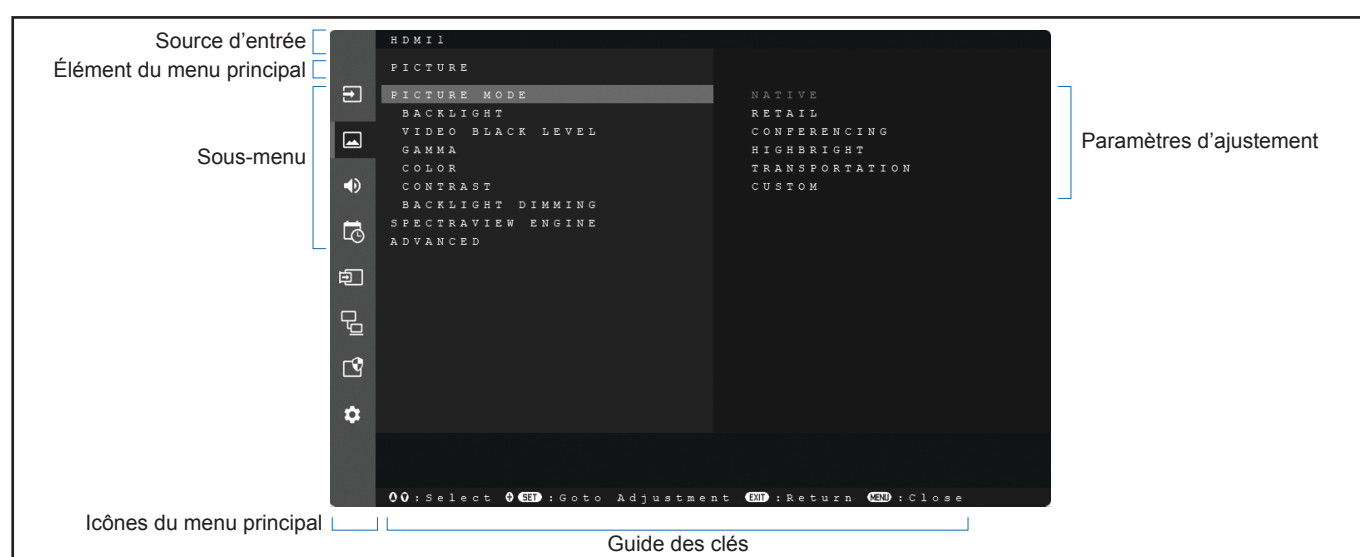 Source d'entrée
HDMI1
Élément du menu principal
PICTURE
Sous-menu
PICTURE MODE
BACKLIGHT
VIDEO BLACK LEVEL
GAMMA
COLOR
CONTRAST
BACKLIGHT DIMMING
SPECTRAVIEW ENGINE
ADVANCED
NATIVE
RETAIL
CONFERENCING
HIGHBRIGHT
TRANSPORTATION
CUSTOM
Paramètres d'ajustement
:Select SET:Goto Adjustment EXIT:Return MENU:Close
Icônes du menu principal
Guide des clés